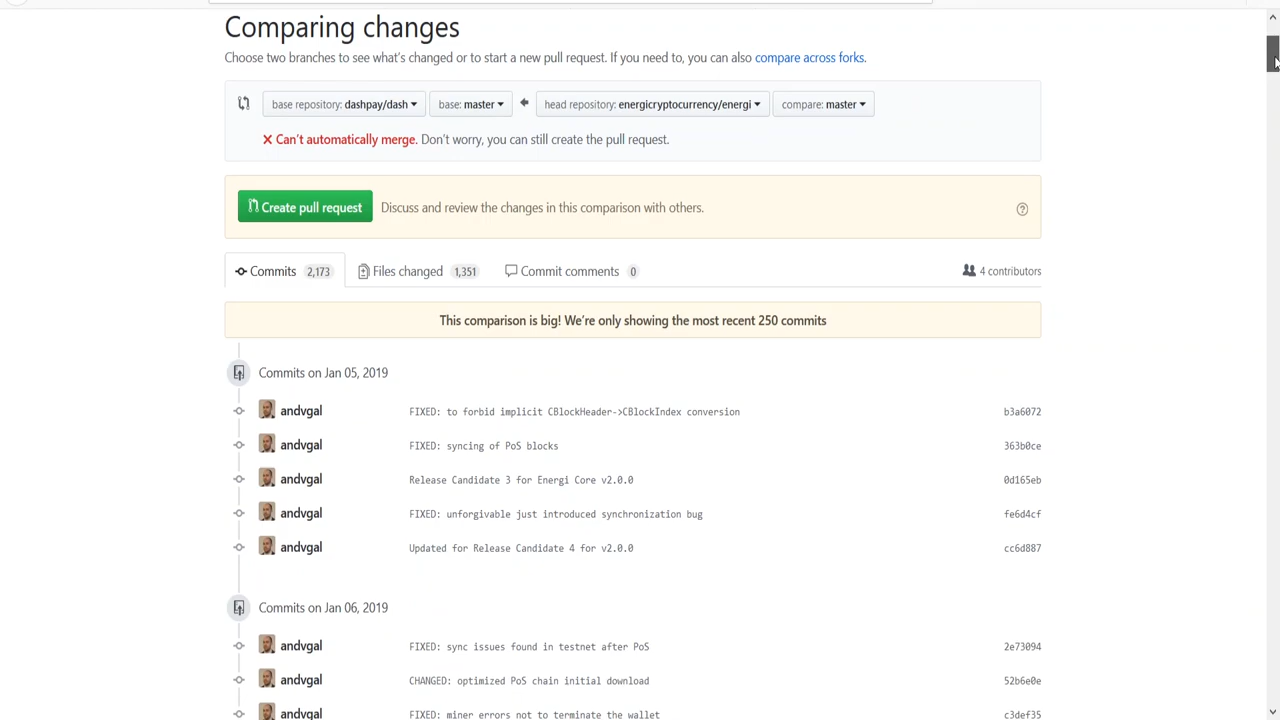 Comparing changes
Choose two branches to see what's changed or to start a new pull request. If you need to, you can also compare across forks.
base repository: dashpay/dash base: master head repository: energicryptocurrency/energi compare: master
Can't automatically merge. Don't worry, you can still create the pull request.
Create pull request Discuss and review the changes in this comparison with others.
Commits 2,173 Files changed 1,351 Commit comments 0 4 contributors
This comparison is big! We're only showing the most recent 250 commits
Commits on Jan 05, 2019
andvgal FIXED: to forbid implicit CBlockHeader->CBlockIndex conversion b3a6072
andvgal FIXED: syncing of PoS blocks 363b0ce
andvgal Release Candidate 3 for Energi Core v2.0.0 0d165eb
andvgal FIXED: unforgivable just introduced synchronization bug fe6d4cf
andvgal Updated for Release Candidate 4 for v2.0.0 cc6d887
Commits on Jan 06, 2019
andvgal FIXED: sync issues found in testnet after PoS 2e73094
andvgal CHANGED: optimized PoS chain initial download 52b6e0e
andvgal FIXED: miner errors not to terminate the wallet c3def35